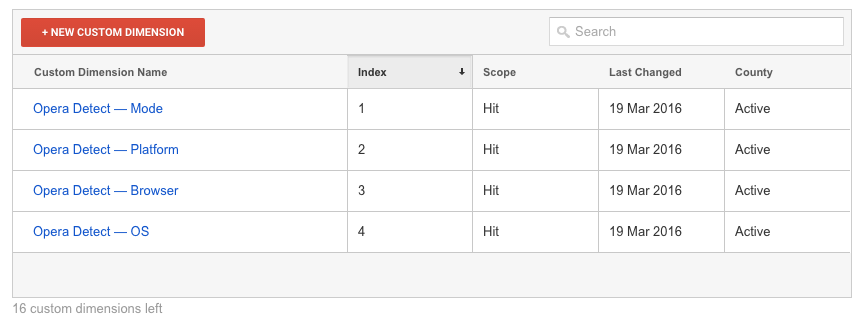 + NEW CUSTOM DIMENSION Search
Custom Dimension Name Index Scope Last Changed County
Opera Detect — Mode 1 Hit 19 Mar 2016 Active
Opera Detect — Platform 2 Hit 19 Mar 2016 Active
Opera Detect — Browser 3 Hit 19 Mar 2016 Active
Opera Detect — OS 4 Hit 19 Mar 2016 Active
16 custom dimensions left